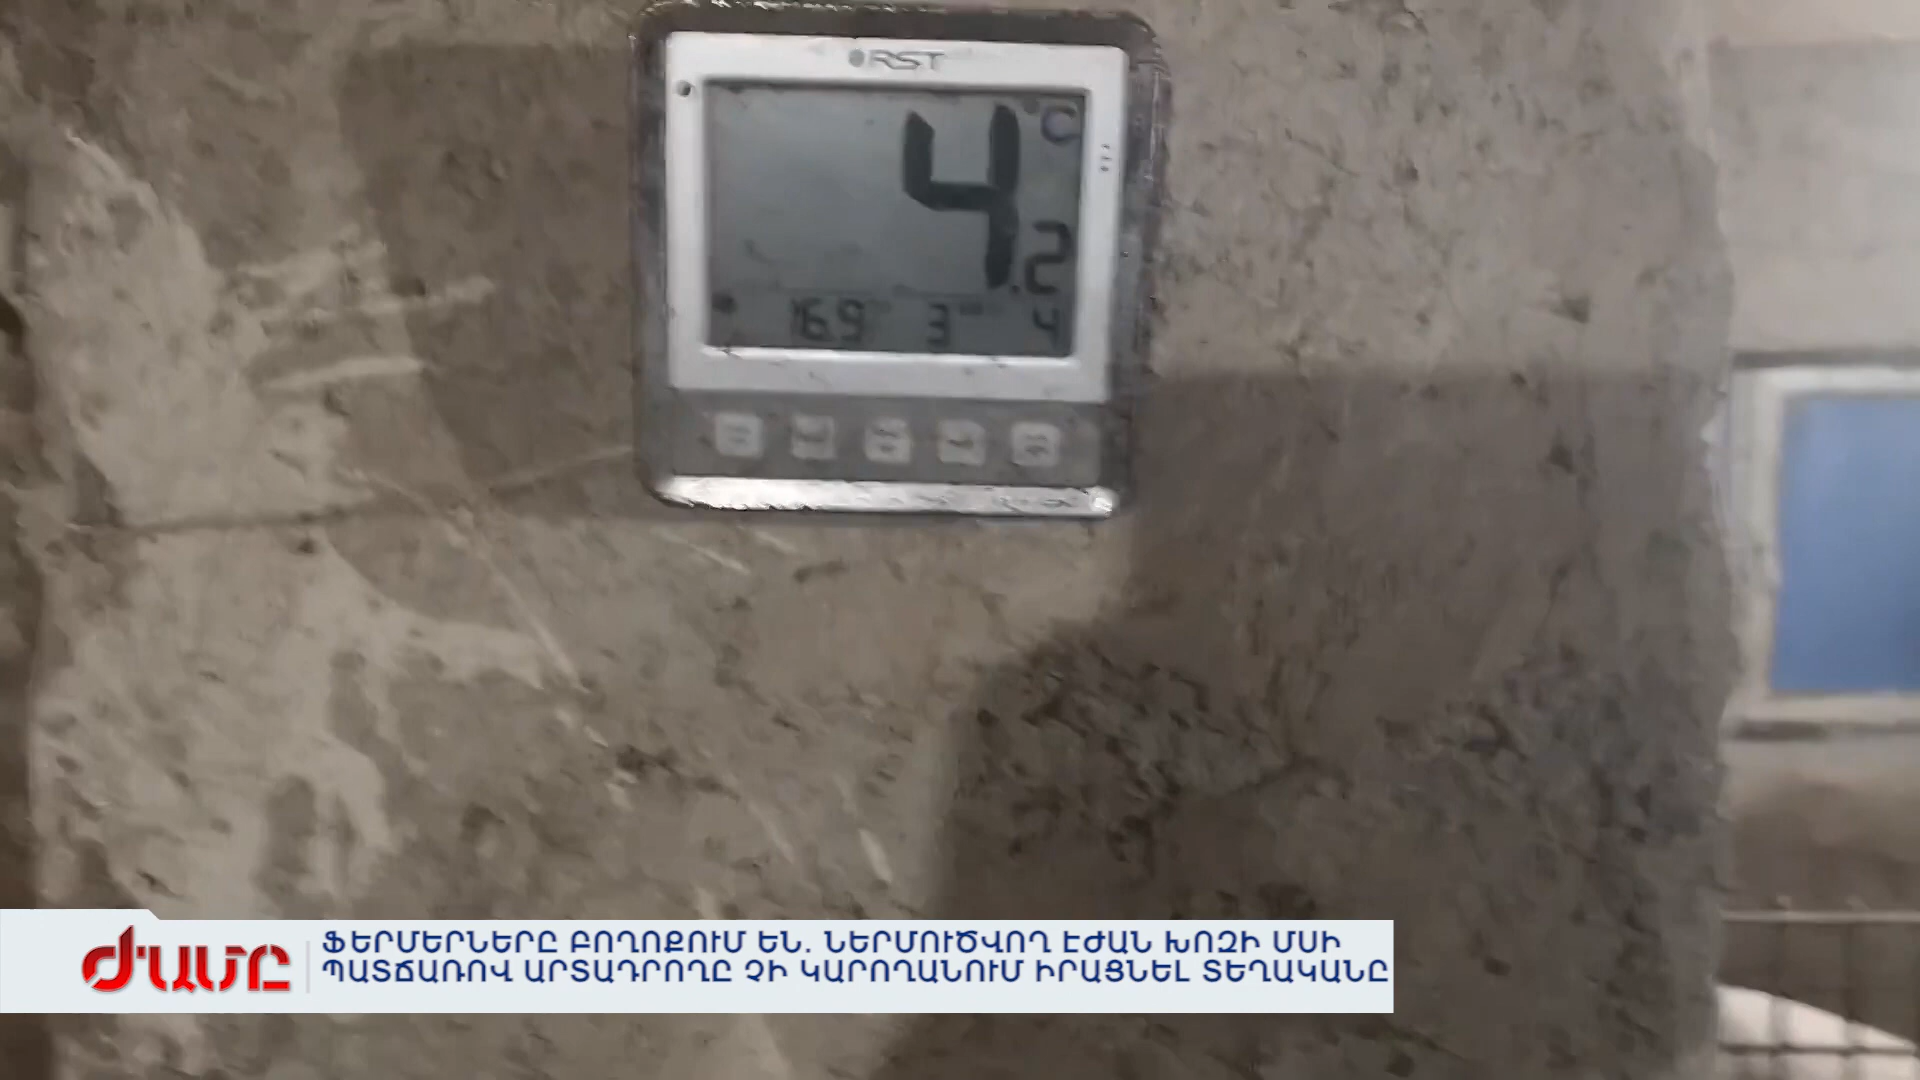 RST
°C
4.2
16.9 3 4
ժամը
ՖԵՐՄԵՐՆԵՐԸ ԲՈՂՈՔՈՒՄ ԵՆ. ՆԵՐՄՈՒԾՎՈՂ ԷԺԱՆ ԽՈԶԻ ՄՍԻ
ՊԱՏՃԱՌՈՎ ԱՐՏԱԴՐՈՂԸ ՉԻ ԿԱՐՈՂԱՆՈՒՄ ԻՐԱՑՆԵԼ ՏԵՂԱԿԱՆԸ